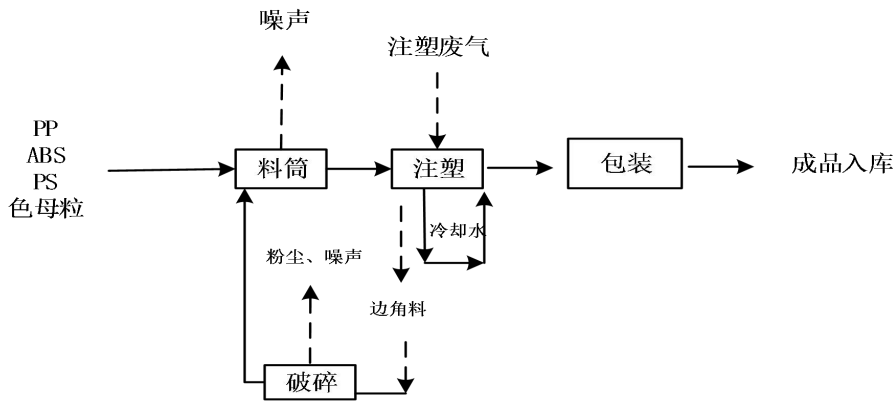 噪声
注塑废气
PP
ABS
PS
色母粒
料筒
注塑
包装
成品入库
冷却水
粉尘、噪声
边角料
破碎